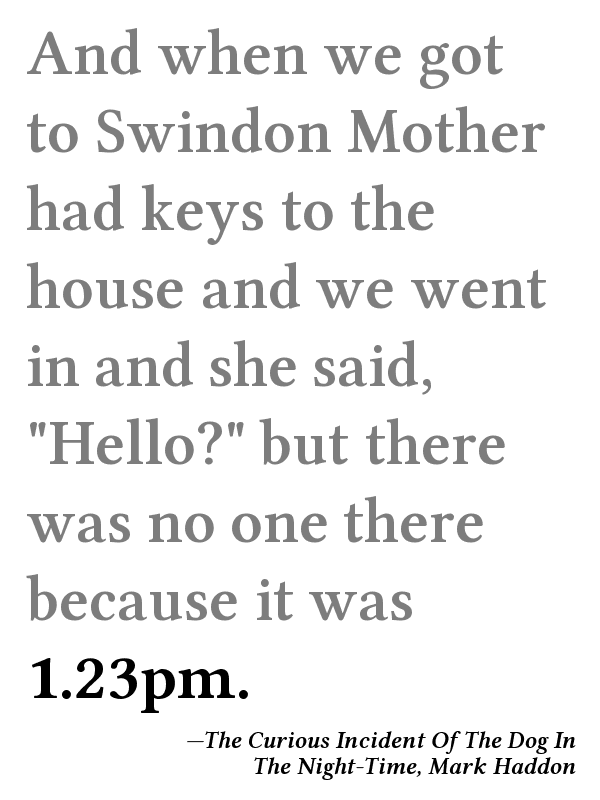 And when we got
to Swindon Mother
had keys to the
house and we went
in and she said,
"Hello?" but there
was no one there
because it was
1.23pm.
—The Curious Incident Of The Dog In
The Night-Time, Mark Haddon